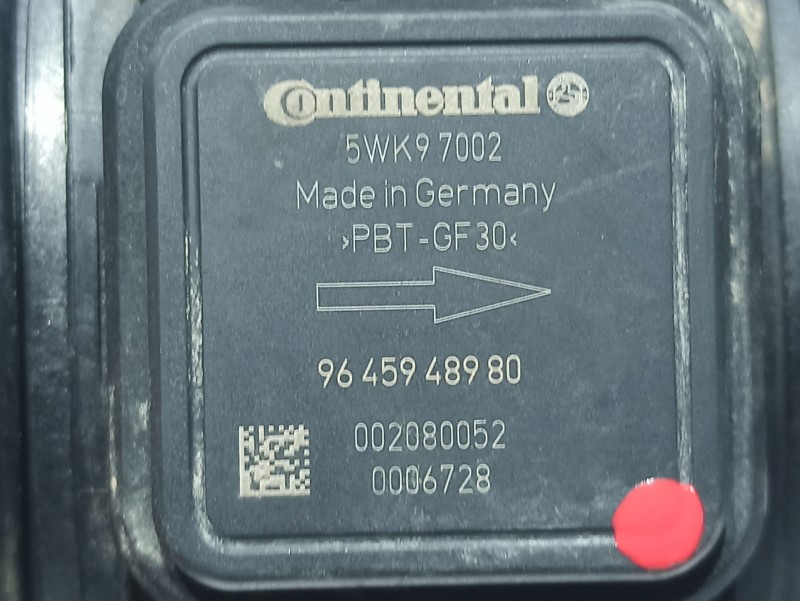 Continental
5WK9 7002
Made in Germany
>PBT-GF30<
96 459 489 80
002080052
0006728